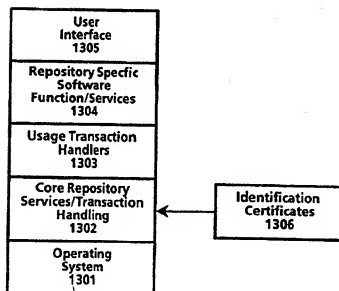 User
Interface
1305
Repository Specfic
Software
Function/Services
1304
Usage Transaction
Handlers
1303
Core Repository
Services/Transaction
Handling
1302
Identification
Certificates
1306
Operating
System
1301